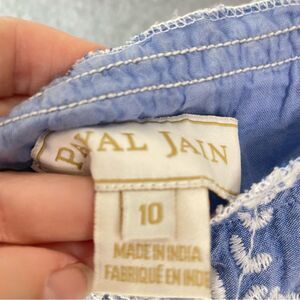 PAYAL JAIN
10
MADE IN INDIA
FABRIQUÉ EN INDE